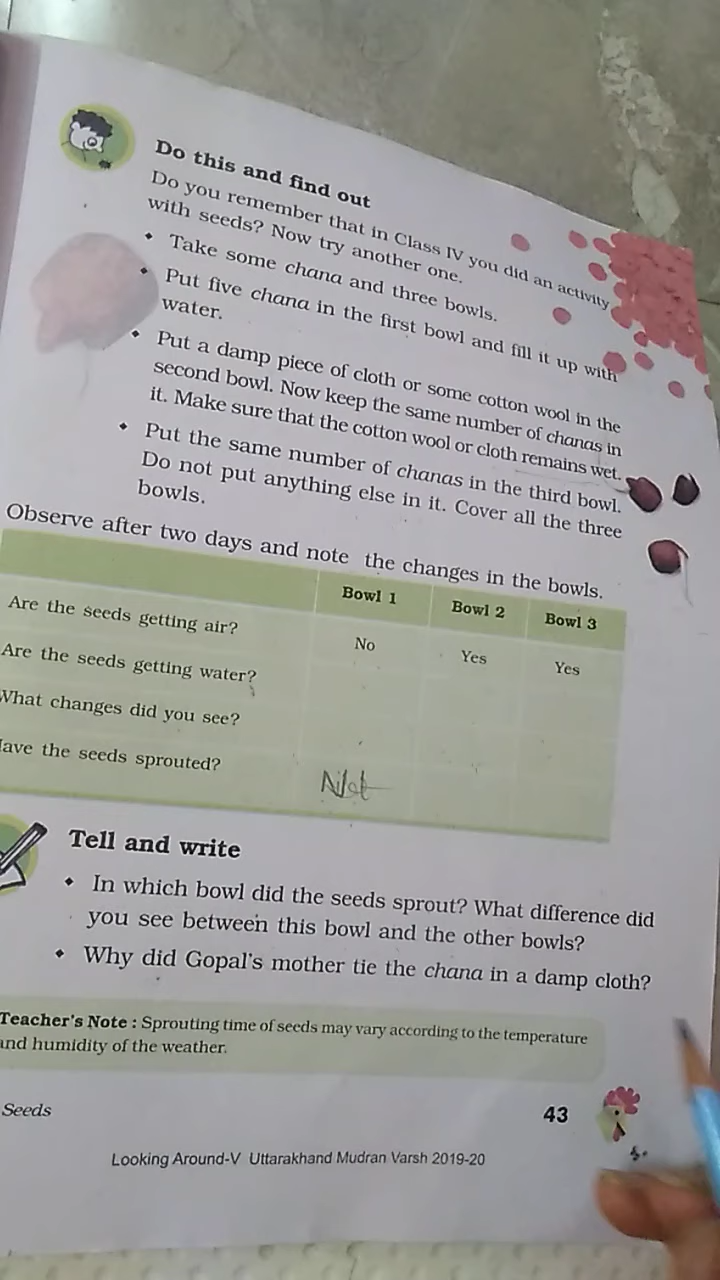 Do this and find out
Do you remember that in Class IV you did an activity
with seeds? Now try another one.
• Take some chana and three bowls.
• Put five chana in the first bowl and fill it up with
water.
• Put a damp piece of cloth or some cotton wool in the
second bowl. Now keep the same number of chanas in
it. Make sure that the cotton wool or cloth remains wet.
• Put the same number of chanas in the third bowl.
Do not put anything else in it. Cover all the three
bowls.
Observe after two days and note the changes in the bowls.
Bowl 1 Bowl 2 Bowl 3
Are the seeds getting air? No Yes Yes
Are the seeds getting water?
What changes did you see?
Have the seeds sprouted?
Tell and write
• In which bowl did the seeds sprout? What difference did
you see between this bowl and the other bowls?
• Why did Gopal's mother tie the chana in a damp cloth?
Teacher's Note : Sprouting time of seeds may vary according to the temperature
and humidity of the weather.
Seeds 43
Looking Around-V Uttarakhand Mudran Varsh 2019-20